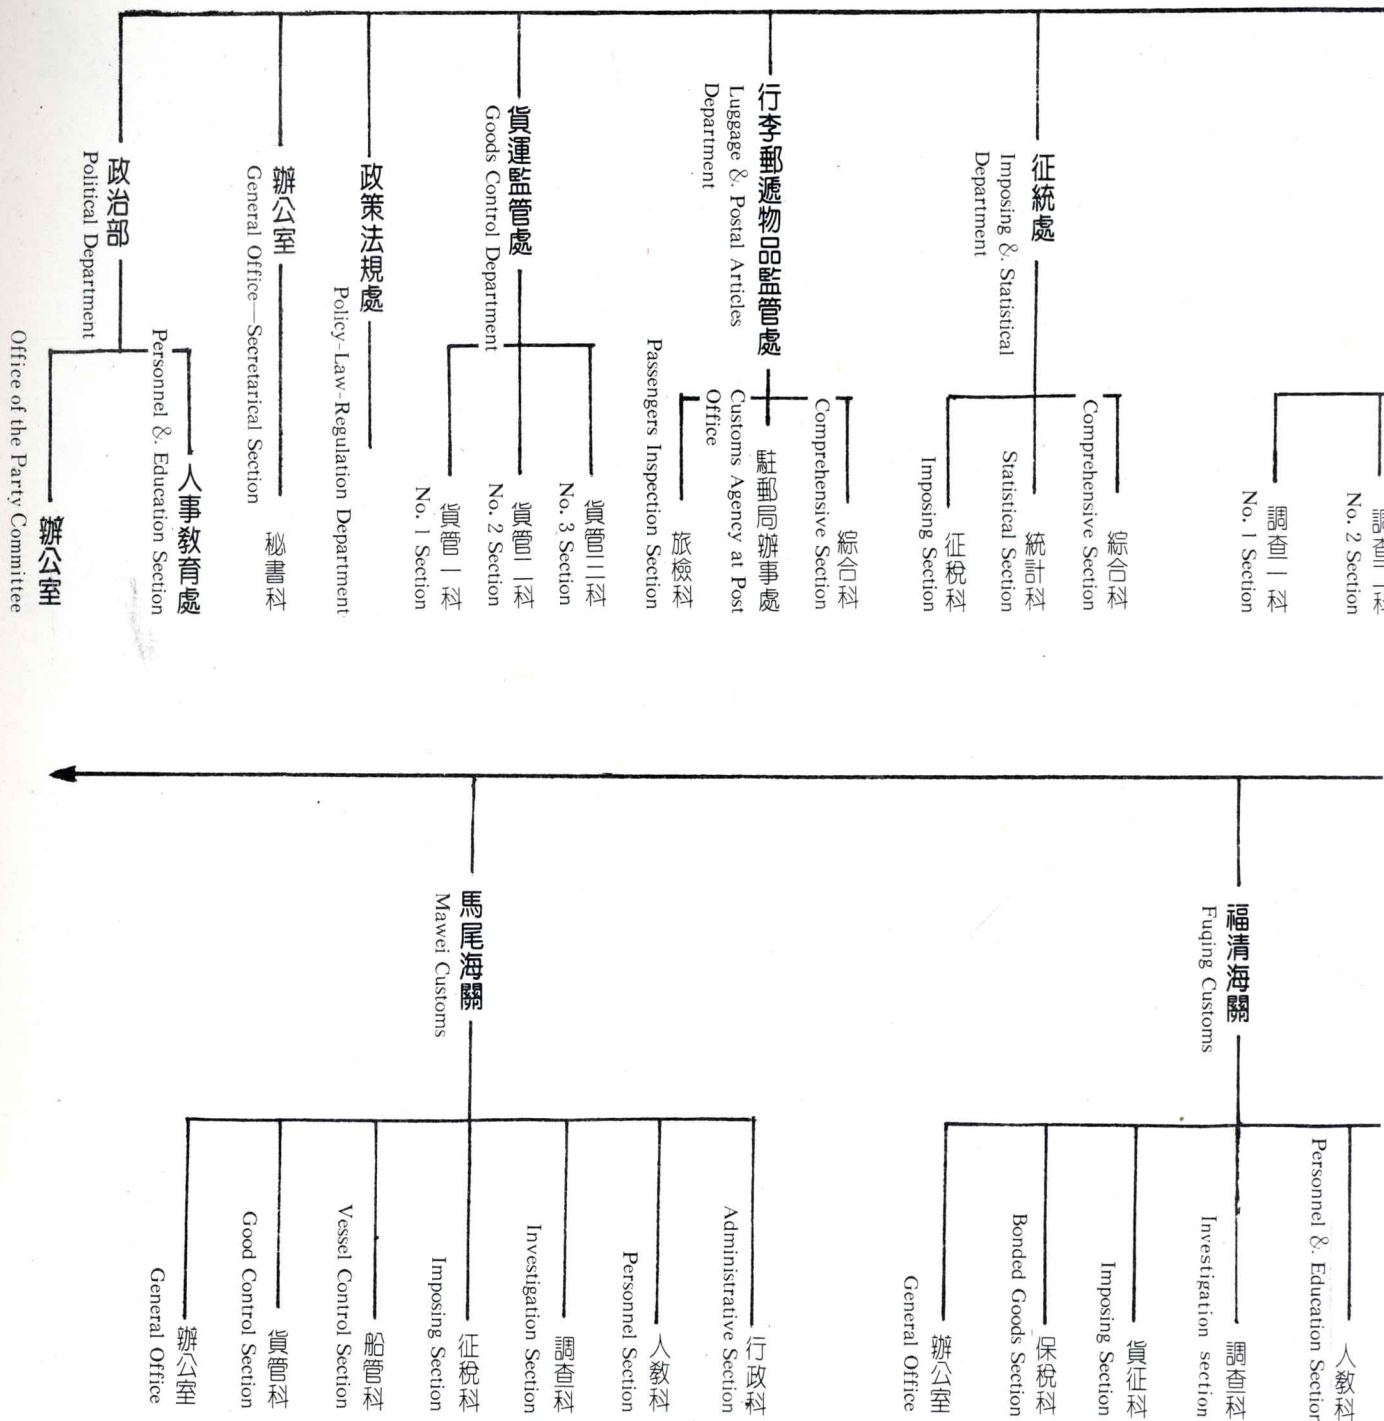 政治部
Political Department
人事教育處
Personnel &. Education Section
辦公室
Office of the Party Committee
辦公室
General Office—Secretarical Section
秘書科
政策法規處
Policy-Law-Regulation Department
貨運監管處
Goods Control Department
貨管一科
No. 1 Section
貨管二科
No. 2 Section
貨管三科
No. 3 Section
行李郵遞物品監管處
Luggage &. Postal Articles
Department
旅檢科
Passengers Inspection Section
駐郵局辦事處
Customs Agency at Post
Office
綜合科
Comprehensive Section
征統處
Imposing &. Statistical
Department
征稅科
Imposing Section
統計科
Statistical Section
綜合科
Comprehensive Section
調查一科
No. 1 Section
No. 2 Section
馬尾海關
Mawei Customs
辦公室
General Office
貨管科
Good Control Section
船管科
Vessel Control Section
征稅科
Imposing Section
調查科
Investigation Section
人教科
Personnel Section
行政科
Administrative Section
福清海關
Fuqing Customs
辦公室
General Office
保稅科
Bonded Goods Section
貨征科
Imposing Section
調查科
Investigation section
人教科
Personnel &. Education Section